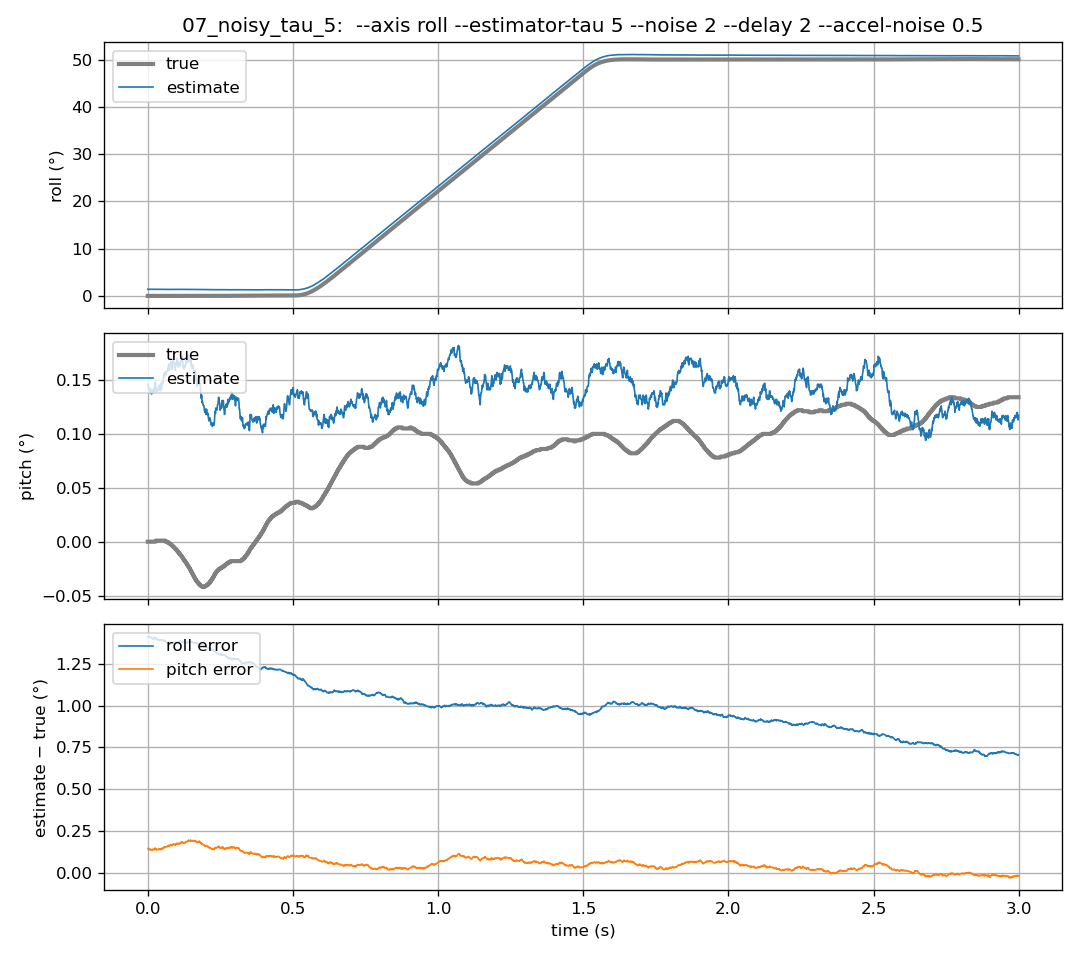 07_noisy_tau_5:  --axis roll --estimator-tau 5 --noise 2 --delay 2 --accel-noise 0.5
50
40
30
20
10
0
roll (°)
true
estimate
0.15
0.10
0.05
0.00
−0.05
pitch (°)
true
estimate
1.25
1.00
0.75
0.50
0.25
0.00
estimate − true (°)
roll error
pitch error
0.0 0.5 1.0 1.5 2.0 2.5 3.0
time (s)